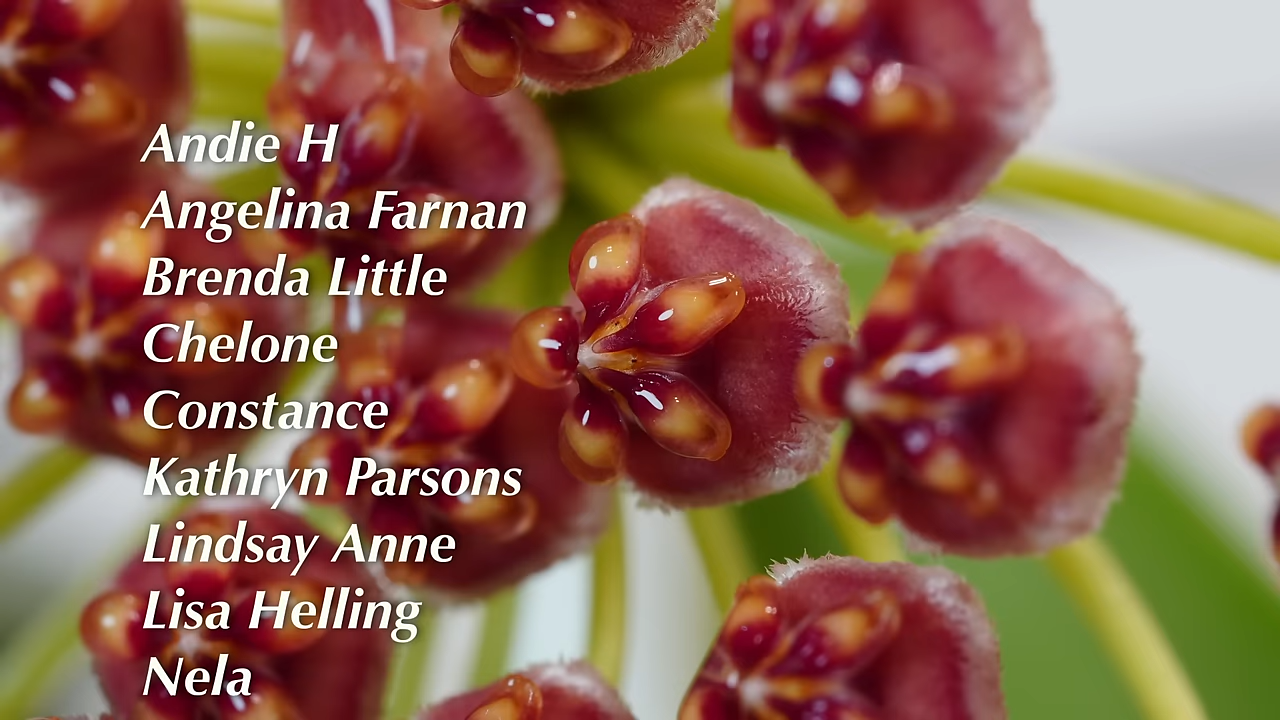 Andie H
Angelina Farnan
Brenda Little
Chelone
Constance
Kathryn Parsons
Lindsay Anne
Lisa Helling
Nela